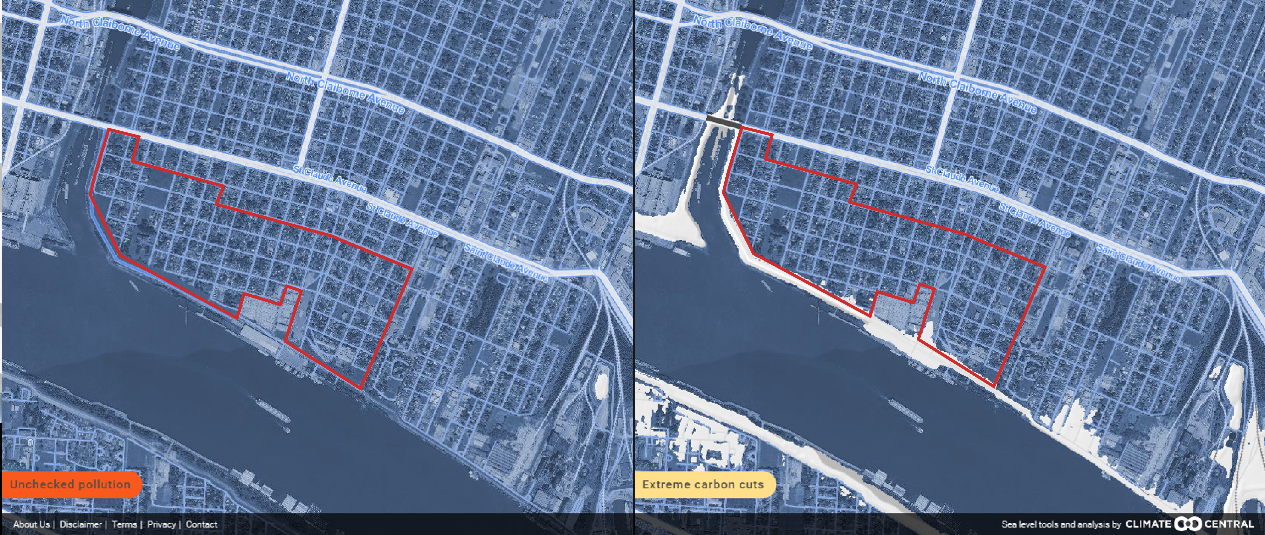 North Claiborne Avenue
North Claiborne Avenue
St Claude Avenue
St Claude Avenue
Saint Claude Avenue
Unchecked pollution
About Us | Disclaimer | Terms | Privacy | Contact
North Claiborne Avenue
North Claiborne Avenue
St Claude Avenue
St Claude Avenue
Saint Claude Avenue
Extreme carbon cuts
Sea level tools and analysis by CLIMATE CENTRAL